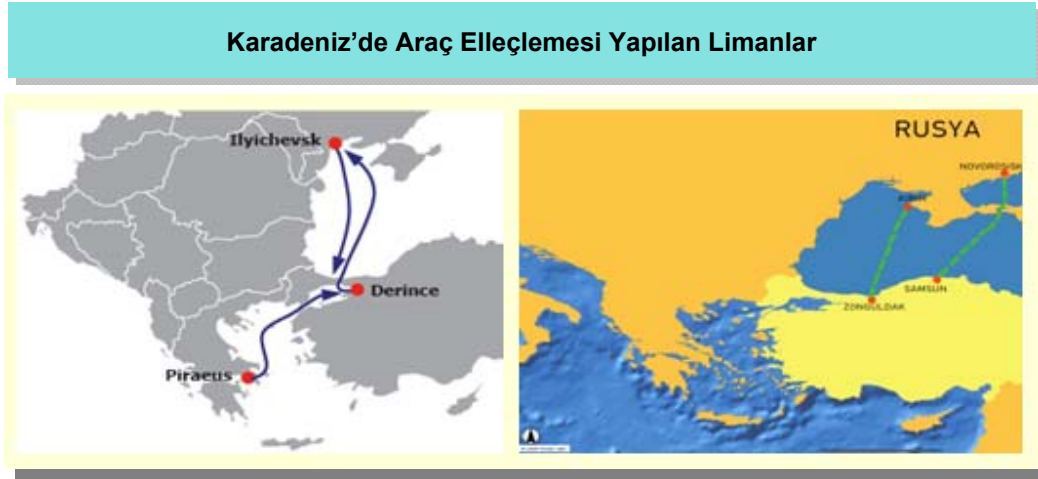 Karadeniz’de Araç Elleçlemesi Yapılan Limanlar
Ilyichevsk
Derince
Piraeus
RUSYA
NOVOROSISK
SAMSUN
ZONGULDAK